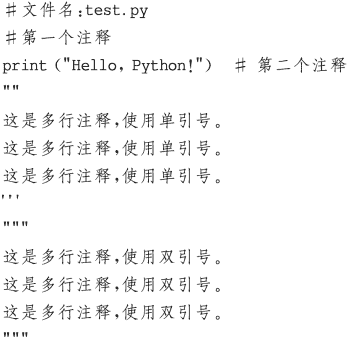 #文件名:test.py
#第一个注释
print ("Hello, Python!") # 第二个注释
""
这是多行注释,使用单引号。
这是多行注释,使用单引号。
这是多行注释,使用单引号。
'''
"""
这是多行注释,使用双引号。
这是多行注释,使用双引号。
这是多行注释,使用双引号。
"""